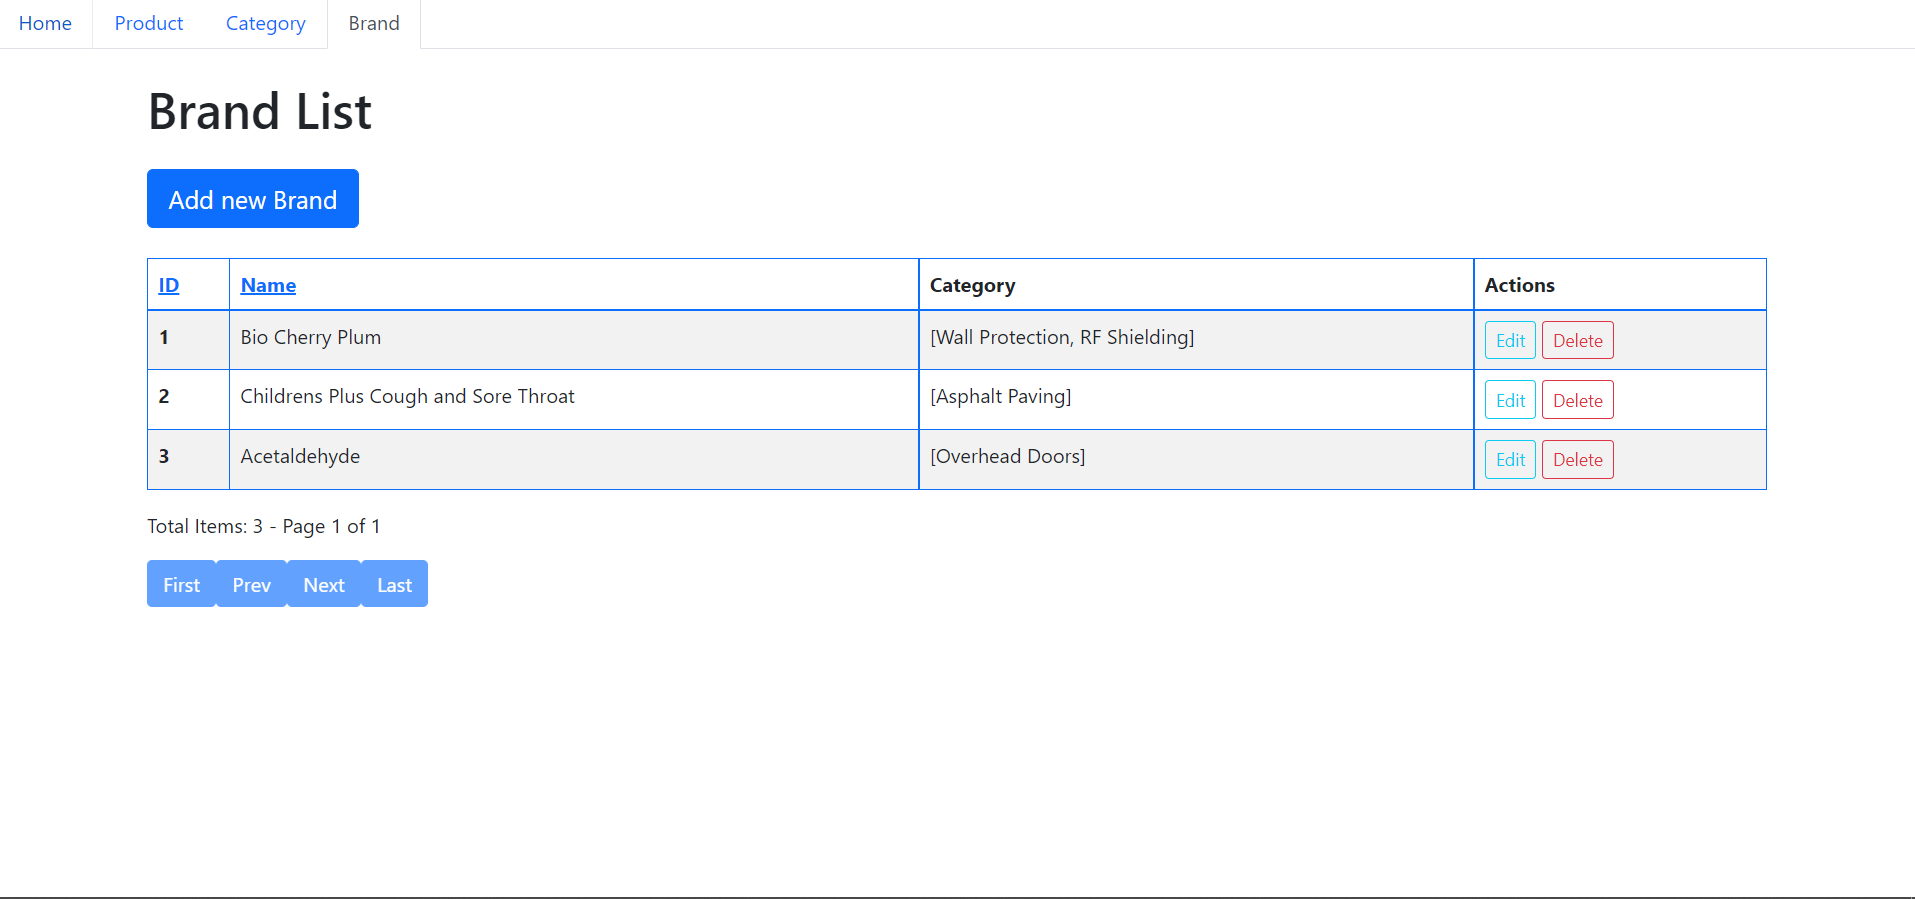 Home Product Category Brand
Brand List
Add new Brand
ID Name Category Actions
1 Bio Cherry Plum [Wall Protection, RF Shielding] Edit Delete
2 Childrens Plus Cough and Sore Throat [Asphalt Paving] Edit Delete
3 Acetaldehyde [Overhead Doors] Edit Delete
Total Items: 3 - Page 1 of 1
First Prev Next Last